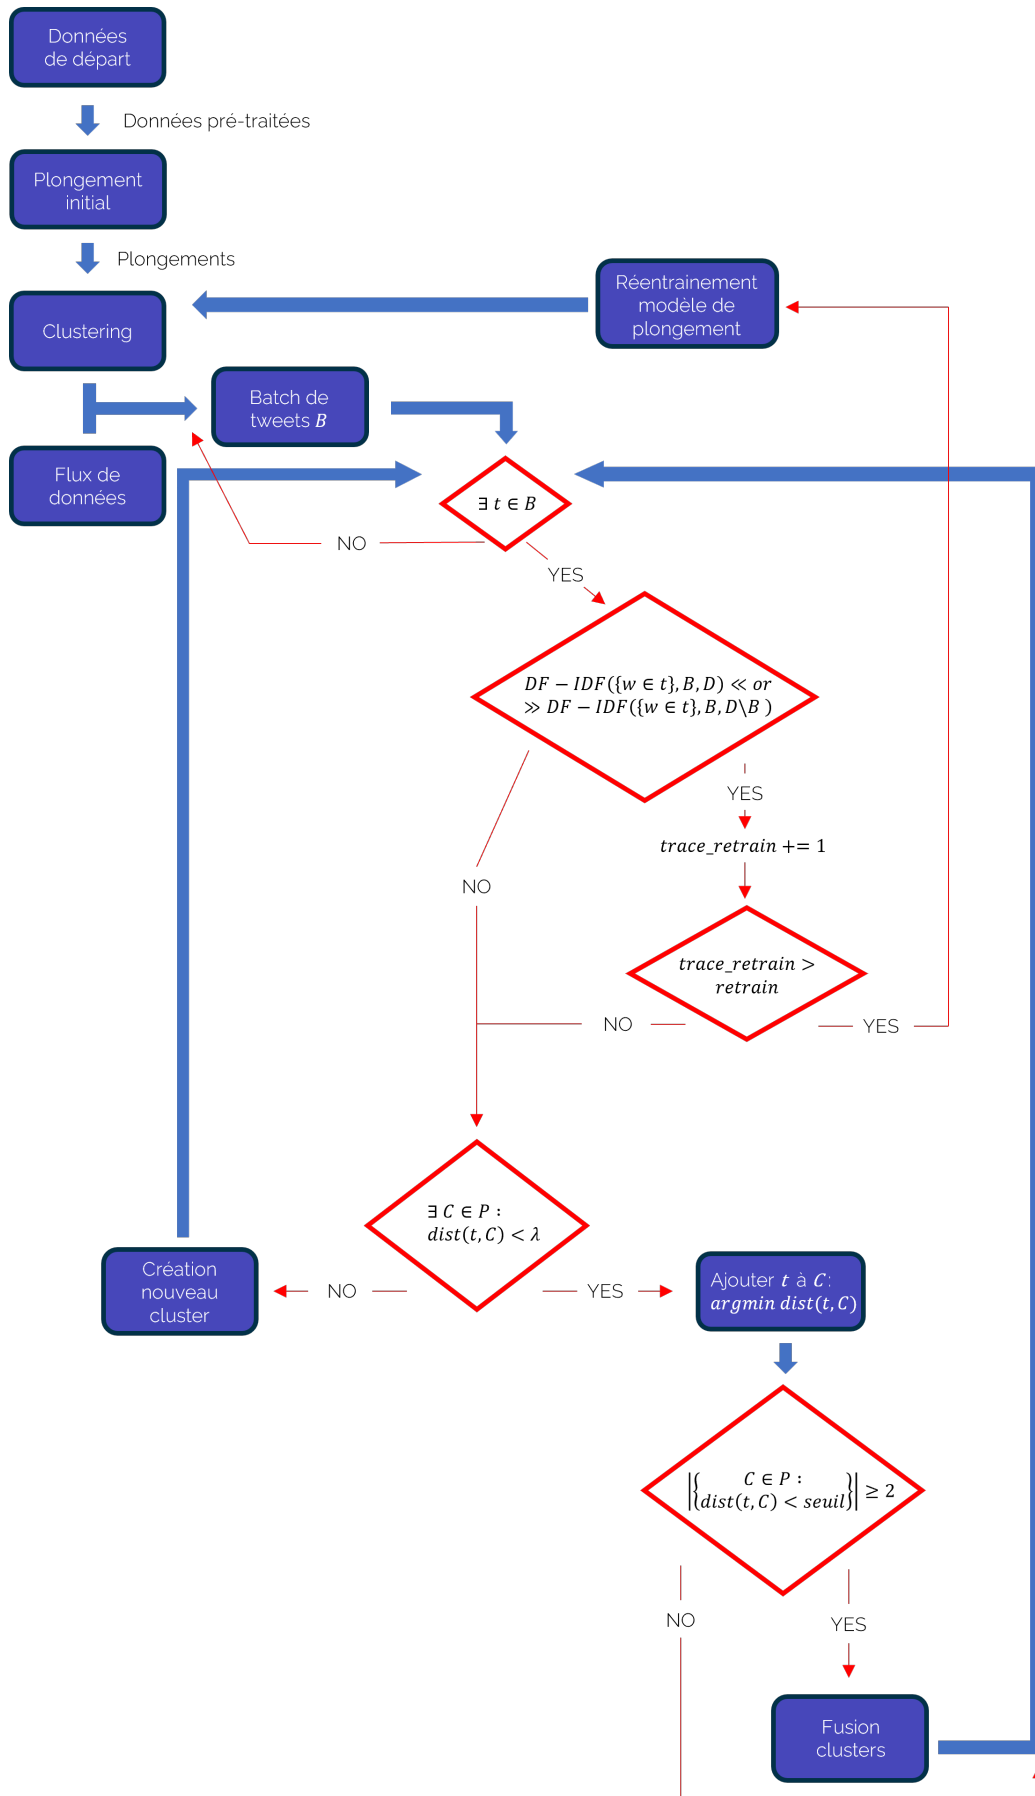 Données
de départ
Données pré-traitées
Plongement
initial
Plongements
Réentrainement
modèle de
plongement
Clustering
Batch de
tweets B
Flux de
données
∃ t ∈ B
NO
YES
DF − IDF({w ∈ t}, B, D) ≪ or
≫ DF − IDF({w ∈ t}, B, D\B )
YES
trace_retrain += 1
NO
trace_retrain >
retrain
NO
YES
∃ C ∈ P :
dist(t, C) < λ
Création
nouveau
cluster
NO
YES
Ajouter t à C:
argmin dist(t, C)
|{ C ∈ P :
dist(t, C) < seuil }| ≥ 2
NO
YES
Fusion
clusters